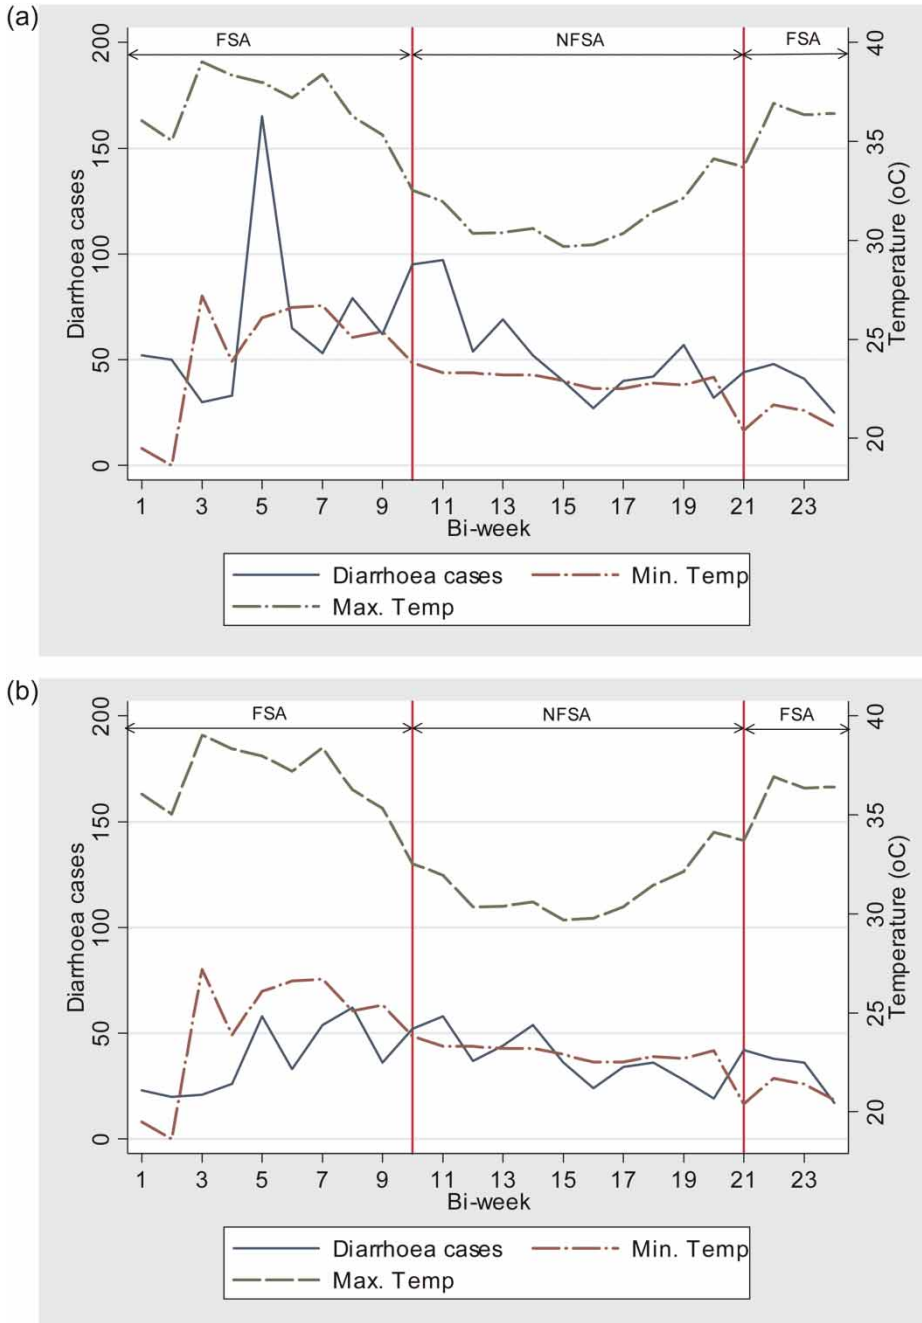 (a)
FSA NFSA FSA
200 40
150 35
100 30
50 25
0 20
Diarrhoea cases
Temperature (oC)
1 3 5 7 9 11 13 15 17 19 21 23
Bi-week
Diarrhoea cases Min. Temp
Max. Temp
(b)
FSA NFSA FSA
200 40
150 35
100 30
50 25
0 20
Diarrhoea cases
Temperature (oC)
1 3 5 7 9 11 13 15 17 19 21 23
Bi-week
Diarrhoea cases Min. Temp
Max. Temp